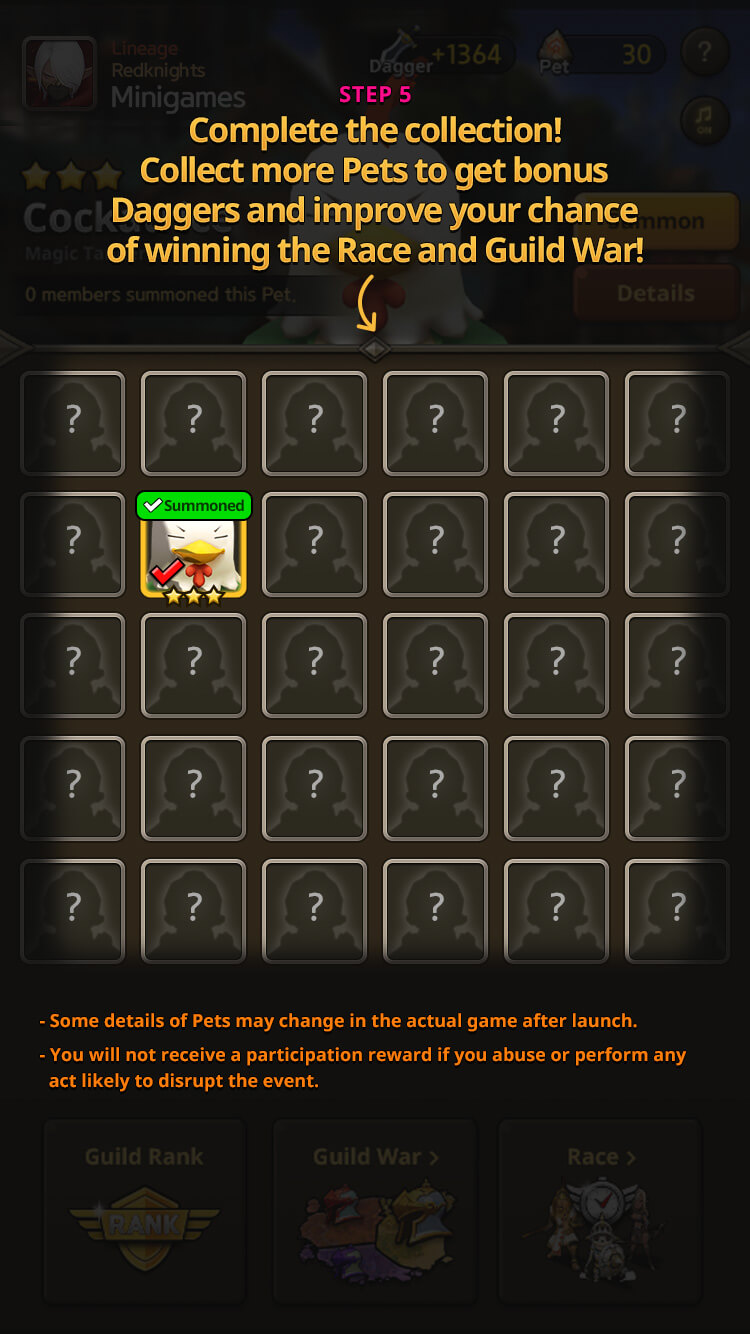 Lineage
Redknights
Minigames
Dagger
+1364
Pet
30
?
ON
STEP 5
Complete the collection!
Collect more Pets to get bonus
Daggers and improve your chance
of winning the Race and Guild War!
Summon
0 members summoned this Pet.
Details
? ? ? ? ? ?
Summoned
? ? ? ? ?
? ? ? ? ? ?
? ? ? ? ? ?
? ? ? ? ? ?
- Some details of Pets may change in the actual game after launch.
- You will not receive a participation reward if you abuse or perform any
act likely to disrupt the event.
Guild Rank
Guild War >
Race >
RANK